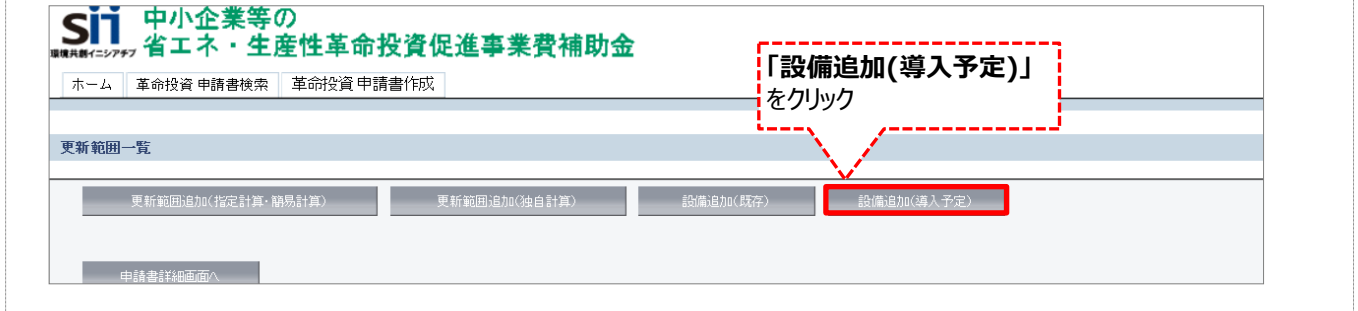 Sii 中小企業等の
環境共創イニシアチブ 省エネ・生産性革命投資促進事業費補助金
ホーム 革命投資 申請書検索 革命投資 申請書作成
「設備追加(導入予定)」
をクリック
更新範囲一覧
更新範囲追加(指定計算・簡易計算) 更新範囲追加(独自計算) 設備追加(既存) 設備追加(導入予定)
申請書詳細画面へ